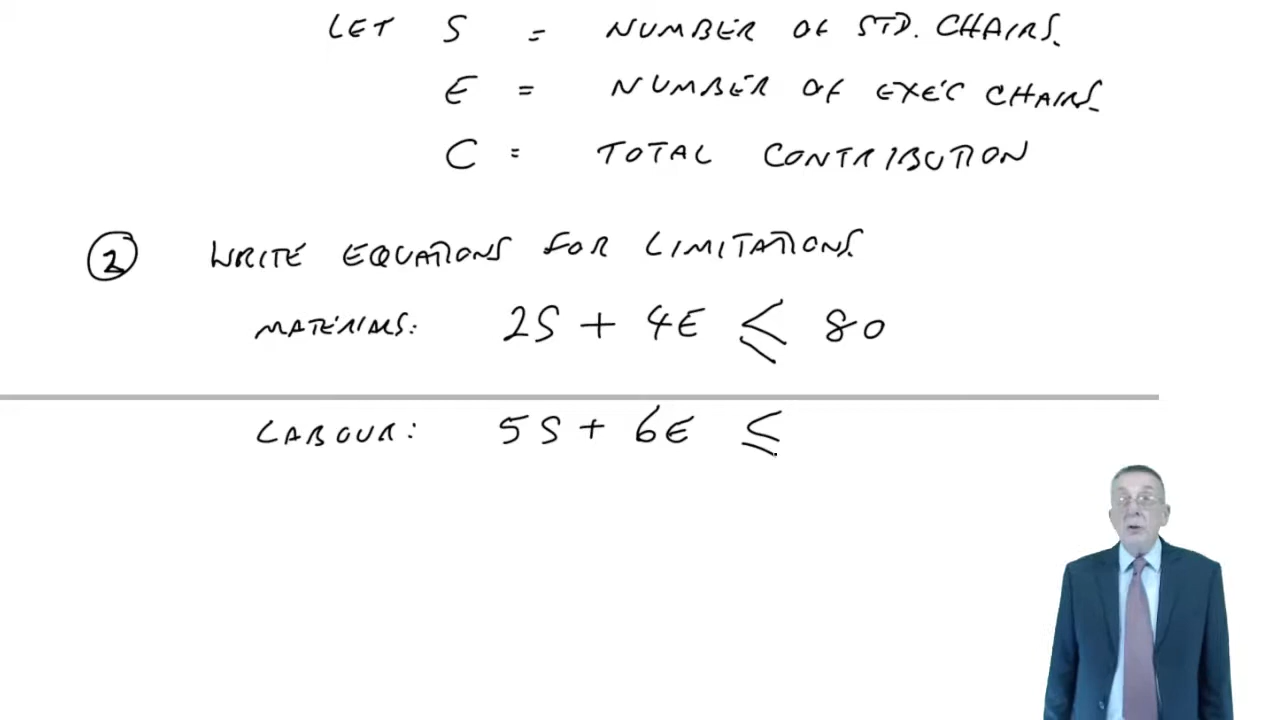 LET S = NUMBER OF STD. CHAIRS.
E = NUMBER OF EXEC CHAIRS.
C = TOTAL CONTRIBUTION
2 WRITE EQUATIONS FOR LIMITATIONS.
MATERIALS: 2S + 4E ≤ 80
LABOUR: 5S + 6E ≤